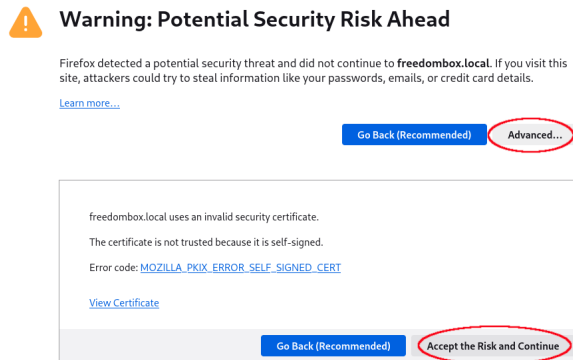 Warning: Potential Security Risk Ahead
Firefox detected a potential security threat and did not continue to freedombox.local. If you visit this
site, attackers could try to steal information like your passwords, emails, or credit card details.
Learn more...
Go Back (Recommended) Advanced...
freedombox.local uses an invalid security certificate.
The certificate is not trusted because it is self-signed.
Error code: MOZILLA_PKIX_ERROR_SELF_SIGNED_CERT
View Certificate
Go Back (Recommended) Accept the Risk and Continue